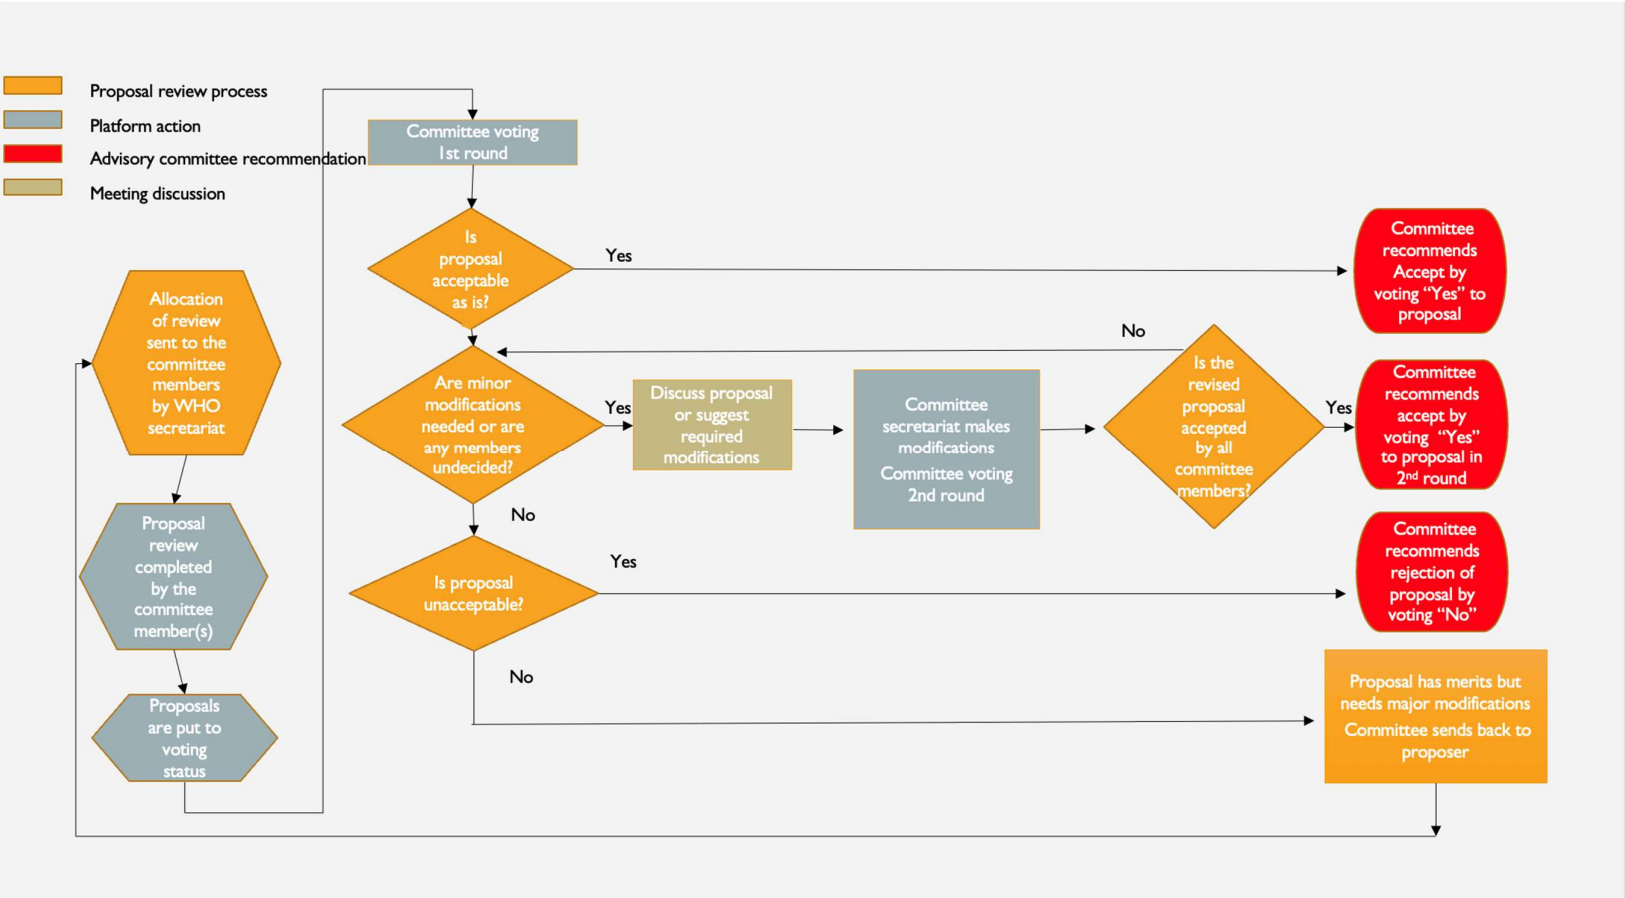 Proposal review process
Platform action
Advisory committee recommendation
Meeting discussion
Allocation
of review
sent to the
committee
members
by WHO
secretariat
Proposal
review
completed
by the
committee
member(s)
Proposals
are put to
voting
status
Committee voting
1st round
Is
proposal
acceptable
as is?
Yes
Committee
recommends
Accept by
voting “Yes” to
proposal
Are minor
modifications
needed or are
any members
undecided?
Yes
Discuss proposal
or suggest
required
modifications
Committee
secretariat makes
modifications
Committee voting
2nd round
No
Is the
revised
proposal
accepted
by all
committee
members?
Yes
Committee
recommends
accept by
voting “Yes”
to proposal in
2nd round
No
Is proposal
unacceptable?
Yes
Committee
recommends
rejection of
proposal by
voting “No”
No
Proposal has merits but
needs major modifications
Committee sends back to
proposer